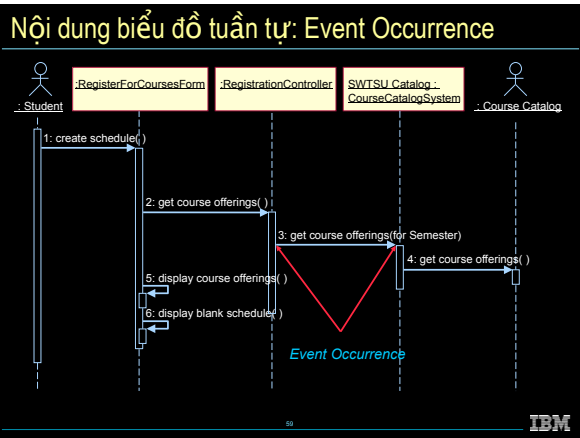 Nội dung biểu đồ tuần tự: Event Occurrence
: Student
:RegisterForCoursesForm
:RegistrationController
SWTSU Catalog :
CourseCatalogSystem
: Course Catalog
1: create schedule( )
2: get course offerings( )
3: get course offerings(for Semester)
4: get course offerings( )
5: display course offerings( )
6: display blank schedule( )
Event Occurrence
59
IBM